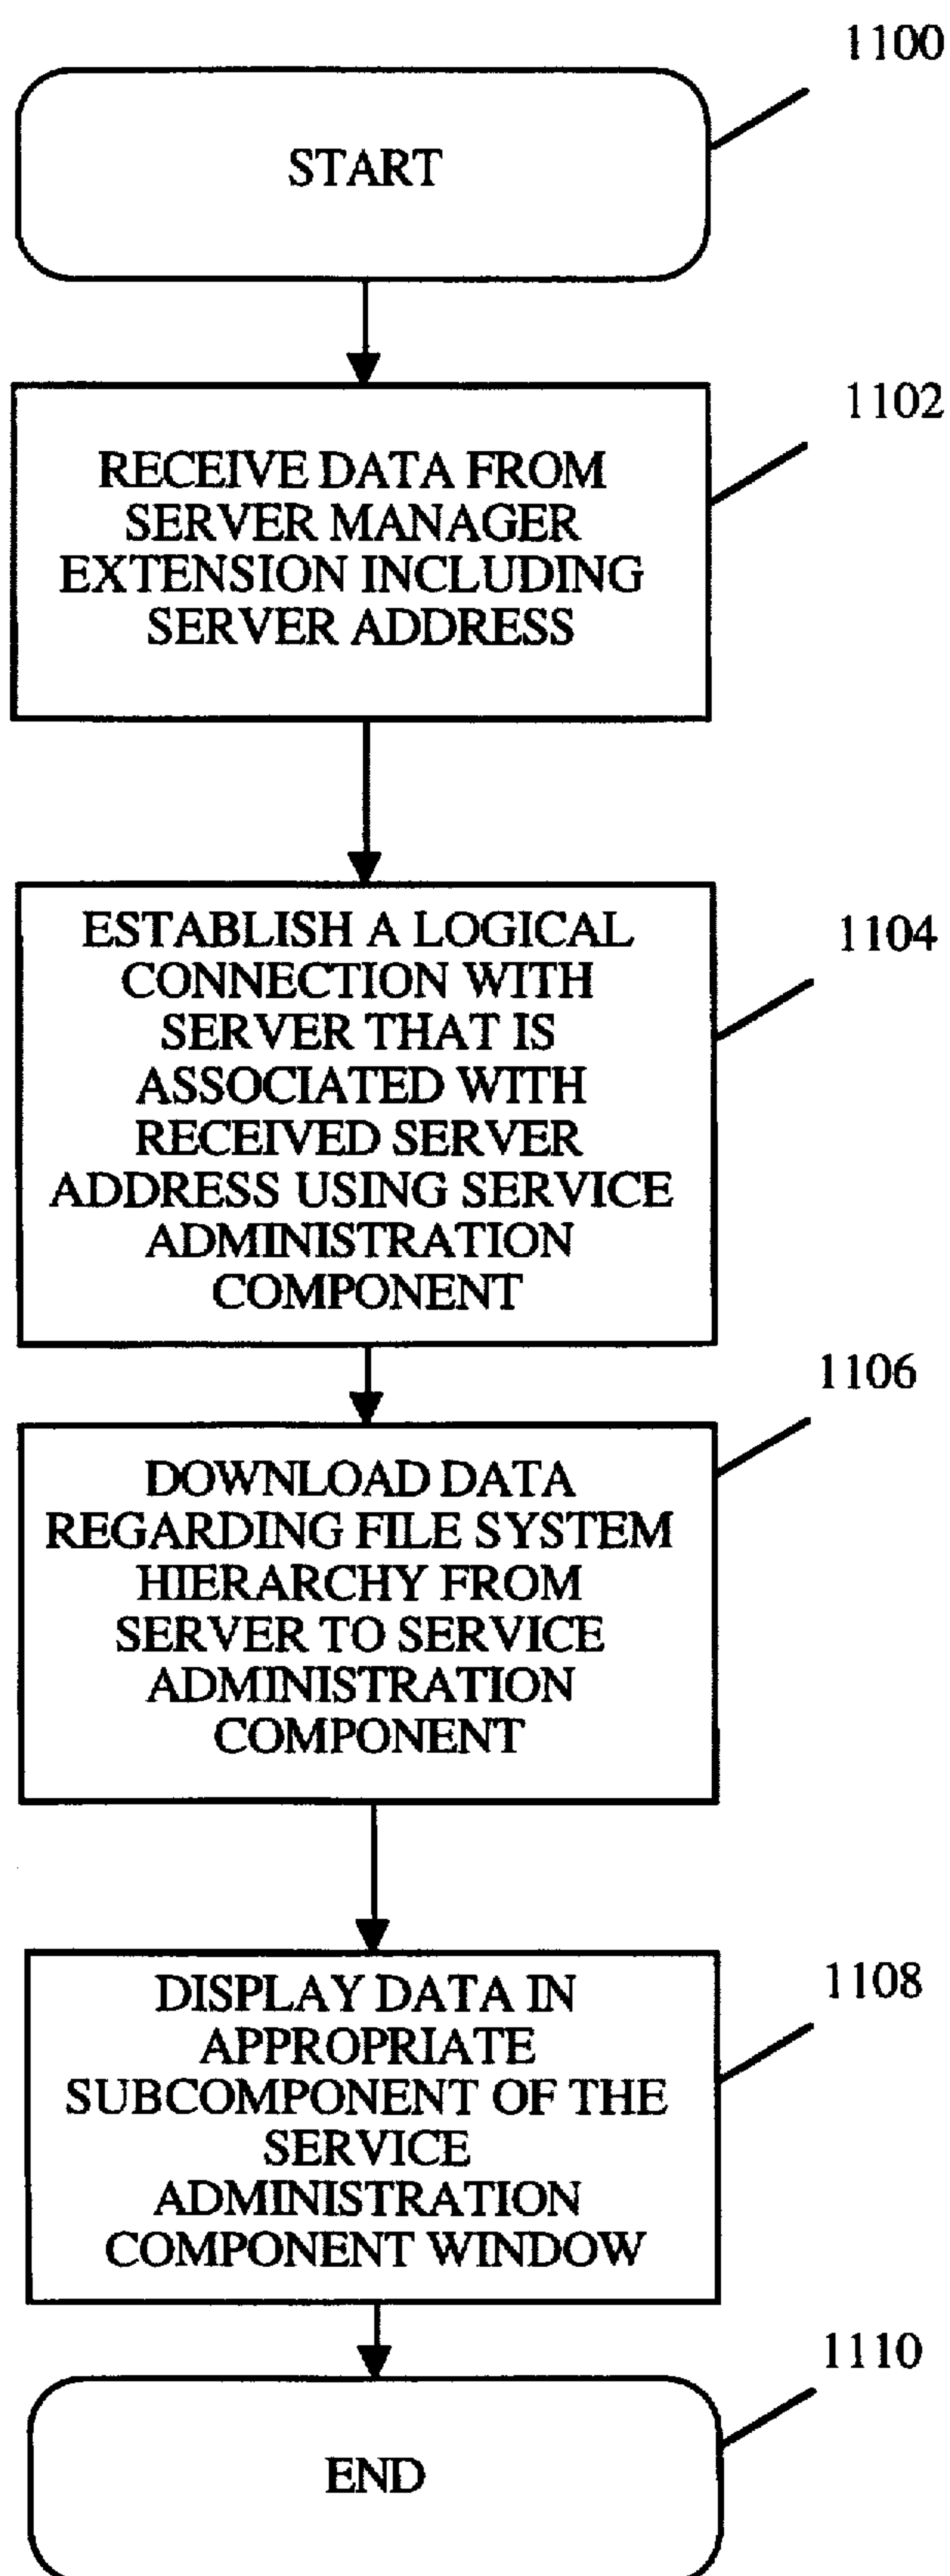 1100
START
1102
RECEIVE DATA FROM
SERVER MANAGER
EXTENSION INCLUDING
SERVER ADDRESS
1104
ESTABLISH A LOGICAL
CONNECTION WITH
SERVER THAT IS
ASSOCIATED WITH
RECEIVED SERVER
ADDRESS USING SERVICE
ADMINISTRATION
COMPONENT
1106
DOWNLOAD DATA
REGARDING FILE SYSTEM
HIERARCHY FROM
SERVER TO SERVICE
ADMINISTRATION
COMPONENT
1108
DISPLAY DATA IN
APPROPRIATE
SUBCOMPONENT OF THE
SERVICE
ADMINISTRATION
COMPONENT WINDOW
1110
END